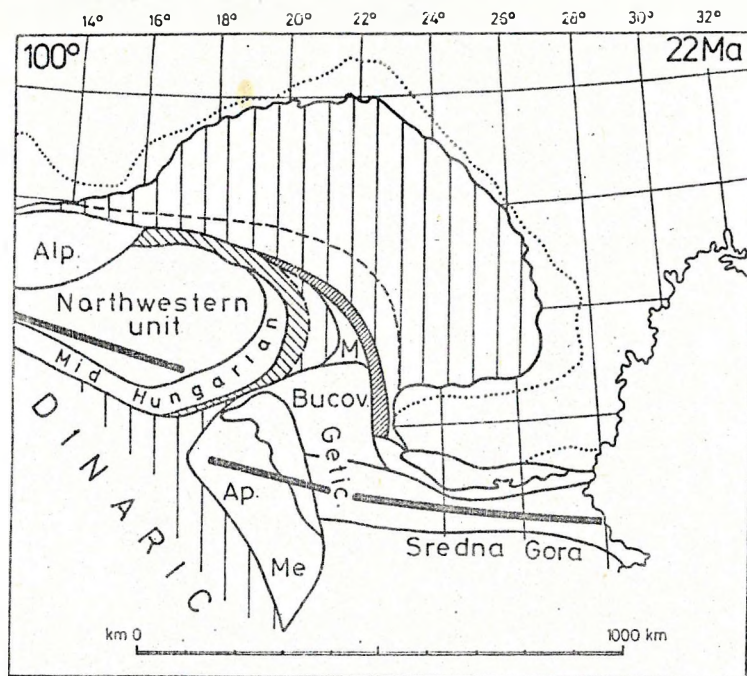 14° 16° 18° 20° 22° 24° 26° 28° 30° 32°
100° 22Ma
Alp.
Northwestern
unit
Mid Hungarian
M
Bucov.
Getic.
Ap.
Me
DINARIC
Sredna Gora
km 0 1000 km